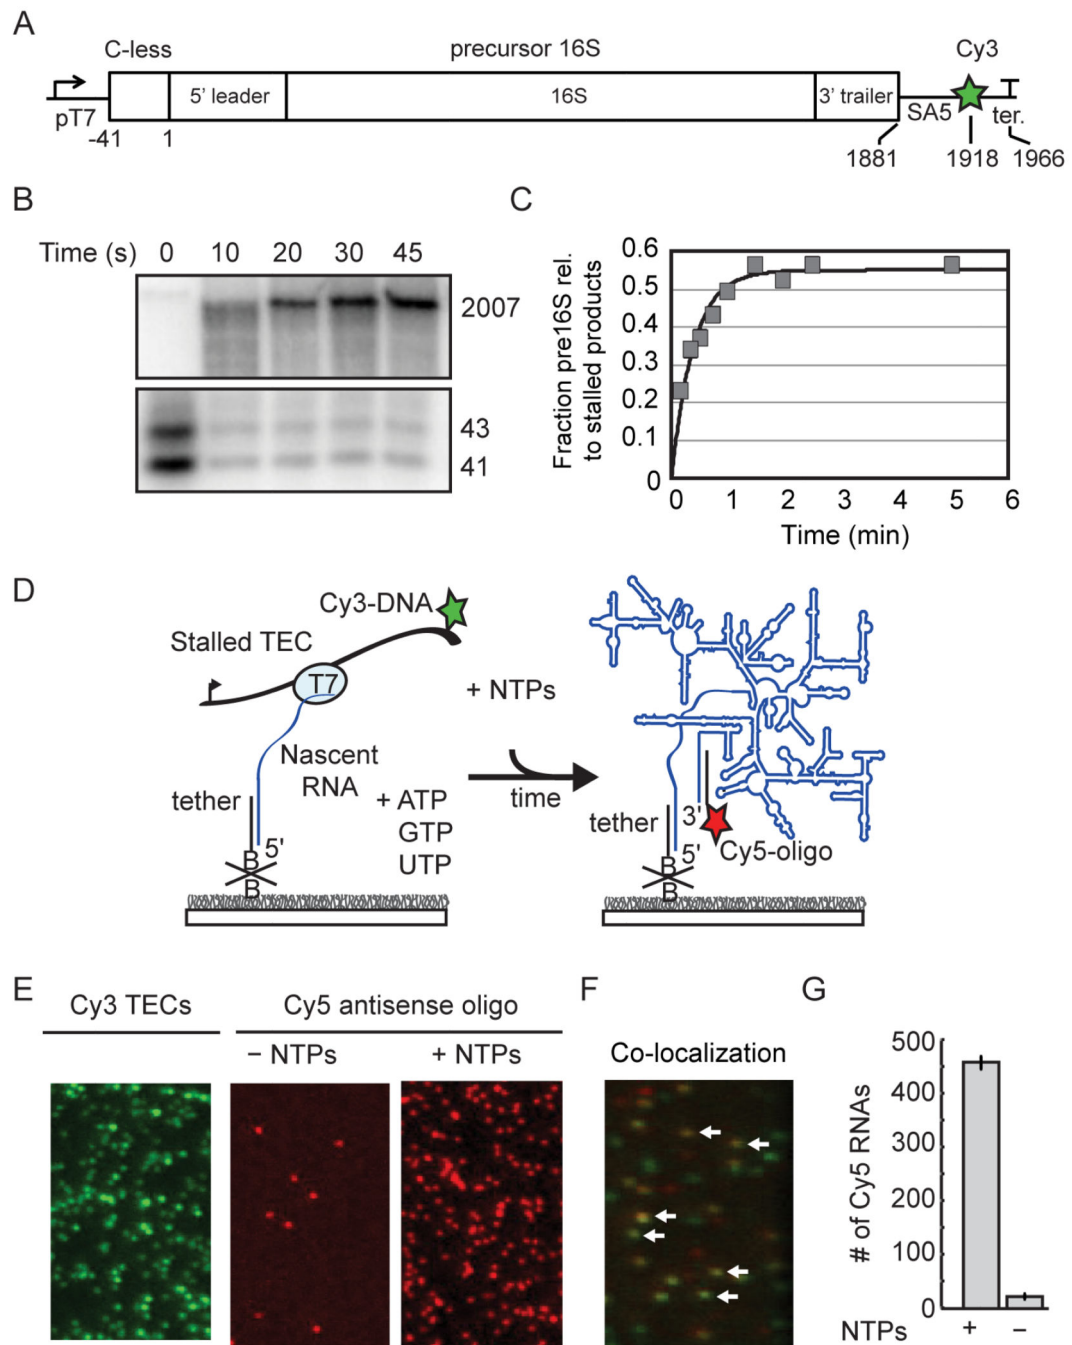 A
C-less
precursor 16S
Cy3
5' leader
16S
3' trailer
pT7
SA5
ter.
-41
1
1881
1918
1966
B
Time (s) 0 10 20 30 45
2007
43
41
C
Fraction pre16S rel.
to stalled products
0.6
0.5
0.4
0.3
0.2
0.1
0
0 1 2 3 4 5 6
Time (min)
D
Cy3-DNA
Stalled TEC
T7
+ NTPs
Nascent
RNA
time
tether
+ ATP
GTP
UTP
5'
B
B
tether
3'
5'
Cy5-oligo
B
B
E
Cy3 TECs
Cy5 antisense oligo
− NTPs
+ NTPs
F
Co-localization
G
# of Cy5 RNAs
500
400
300
200
100
0
NTPs + −